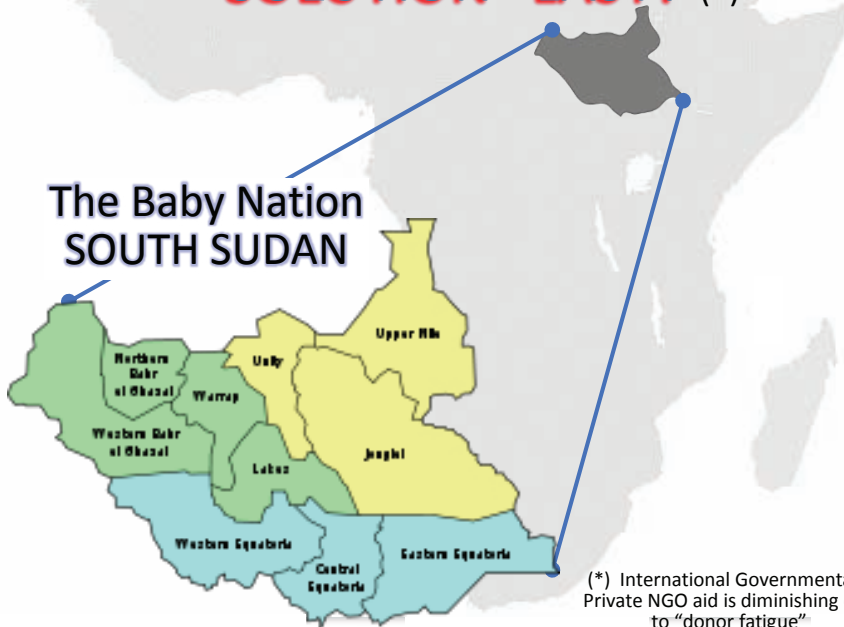 The Baby Nation
SOUTH SUDAN
Upper Nile
Unity
Northern
Bahr
el Ghazal
Warrap
Western Bahr
el Ghazal
Lakes
Jonglei
Western Equatoria
Central
Equatoria
Eastern Equatoria
(*) International Governmenta
Private NGO aid is diminishing
to “donor fatigue”